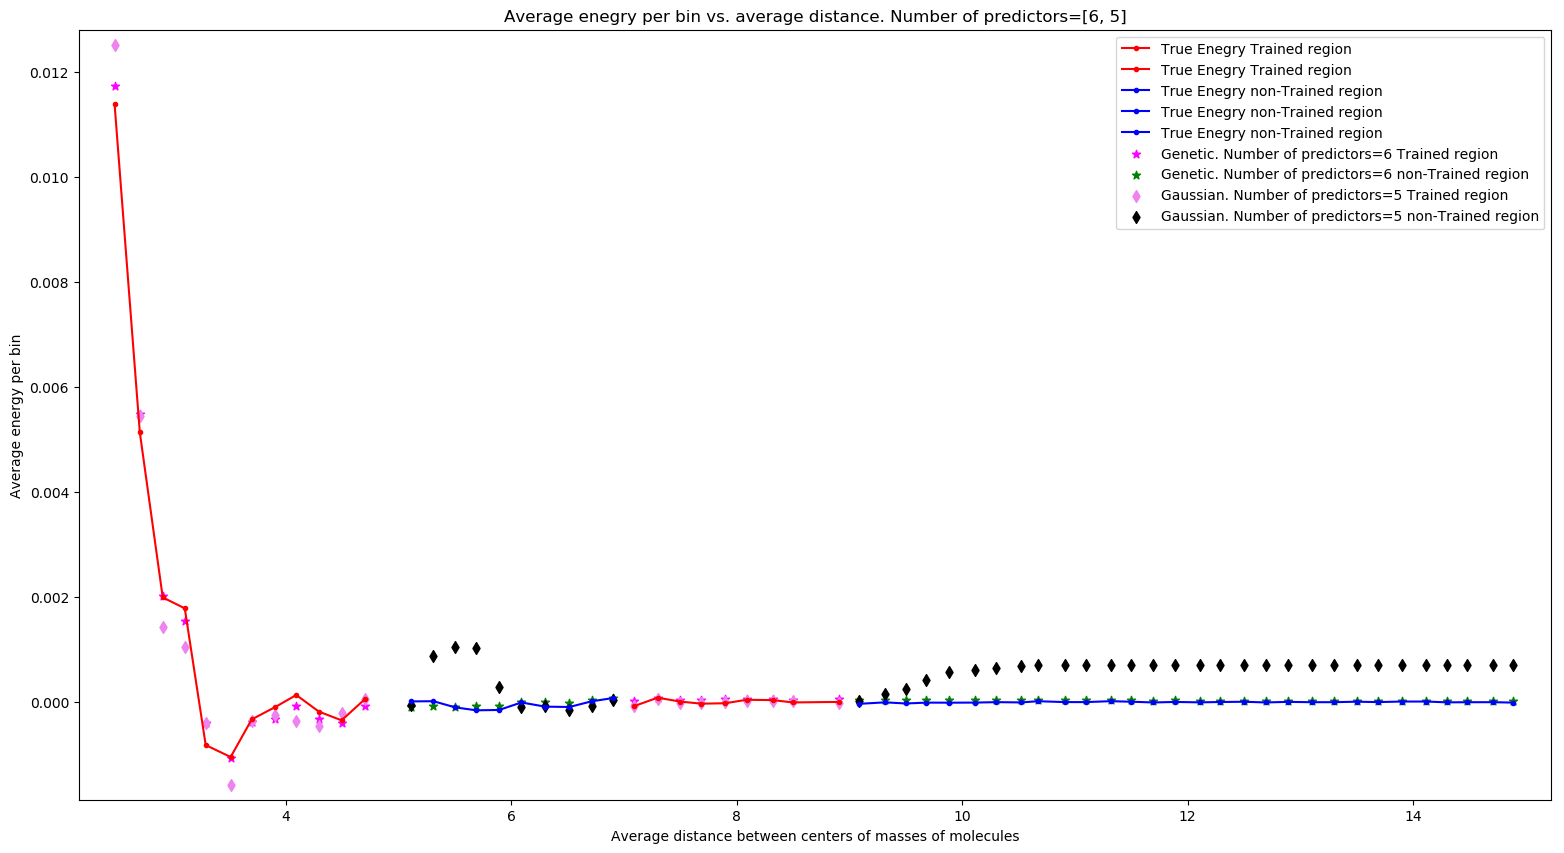 Average enegry per bin vs. average distance. Number of predictors=[6, 5]
True Enegry Trained region
True Enegry Trained region
True Enegry non-Trained region
True Enegry non-Trained region
True Enegry non-Trained region
Genetic. Number of predictors=6 Trained region
Genetic. Number of predictors=6 non-Trained region
Gaussian. Number of predictors=5 Trained region
Gaussian. Number of predictors=5 non-Trained region
Average energy per bin
0.012
0.010
0.008
0.006
0.004
0.002
0.000
4
6
8
10
12
14
Average distance between centers of masses of molecules